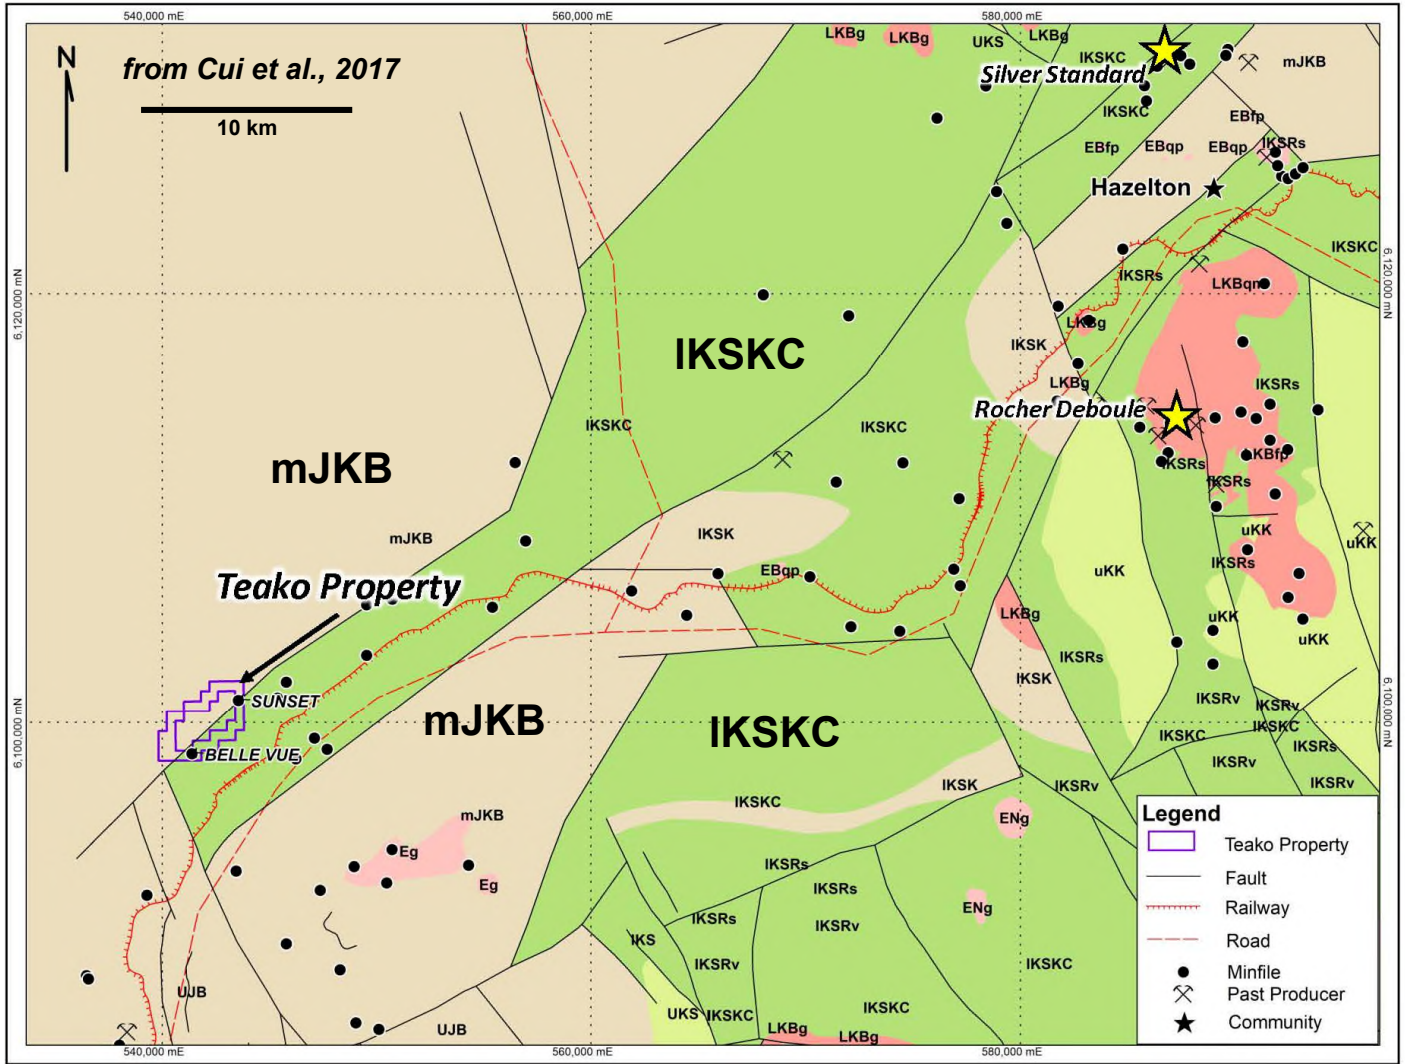 540,000 mE
560,000 mE
580,000 mE
N
from Cui et al., 2017
10 km
LKBg
LKBg
UKS
LKBg
IKSKC
Silver Standard
mJKB
IKSKC
EBfp
EBfp
EBqp
EBqp
IKSRs
Hazelton
IKSKC
IKSRs
6,120,000 mN
6,120,000 mN
LKBqm
LKBg
IKSK
IKSKC
LKBg
IKSRs
Rocher Deboule
IKSKC
IKSKC
mJKB
uKBfp
IKSRs
IKSRs
mJKB
IKSK
uKK
uKK
EBqp
uKK
IKSRs
Teako Property
LKBg
uKK
uKK
IKSRs
IKSK
SUNSET
IKSRv
IKSRv
mJKB
IKSKC
IKSKC
IKSKC
6,100,000 mN
6,100,000 mN
BELLE VUE
IKSRs
IKSRv
IKSRv
IKSK
IKSRv
IKSKC
mJKB
ENg
Eg
Eg
IKSRs
IKSRs
IKSRs
IKSRv
ENg
IKS
IKSRv
IKSKC
UJB
UJB
UKS
IKSKC
IKSKC
LKBg
LKBg
Legend
Teako Property
Fault
Railway
Road
Minfile
Past Producer
Community
540,000 mE
560,000 mE
580,000 mE